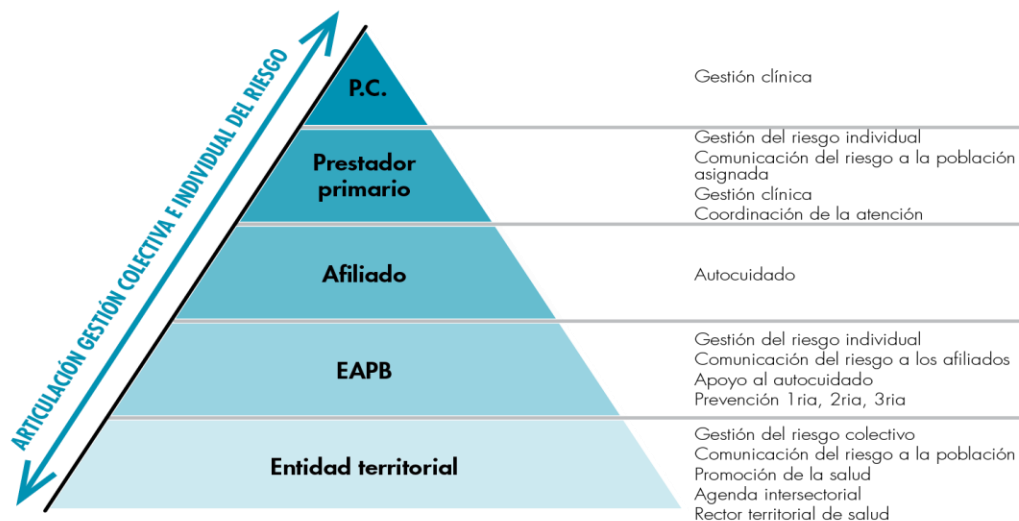 ARTICULACIÓN GESTIÓN COLECTIVA E INDIVIDUAL DEL RIESGO
P.C.
Gestión clínica
Prestador
primario
Gestión del riesgo individual
Comunicación del riesgo a la población
asignada
Gestión clínica
Coordinación de la atención
Afiliado
Autocuidado
EAPB
Gestión del riesgo individual
Comunicación del riesgo a los afiliados
Apoyo al autocuidado
Prevención 1ria, 2ria, 3ria
Entidad territorial
Gestión del riesgo colectivo
Comunicación del riesgo a la población
Promoción de la salud
Agenda intersectorial
Rector territorial de salud